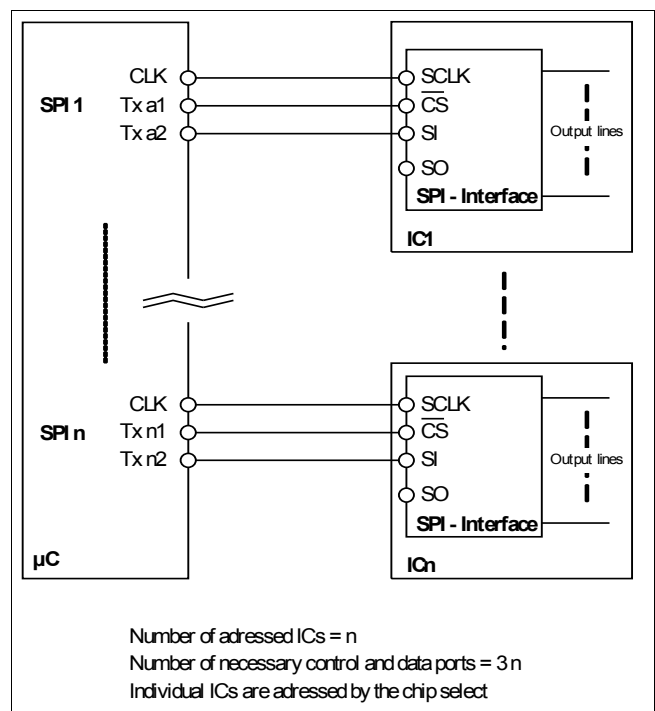 CLK
SCLK
SPI 1
Tx a1
CS
Tx a2
SI
Output lines
SO
SPI - Interface
IC1
CLK
SCLK
SPI n
Tx n1
CS
Tx n2
SI
Output lines
SO
SPI - Interface
µC
ICn
Number of adressed ICs = n
Number of necessary control and data ports = 3 n
Individual ICs are adressed by the chip select